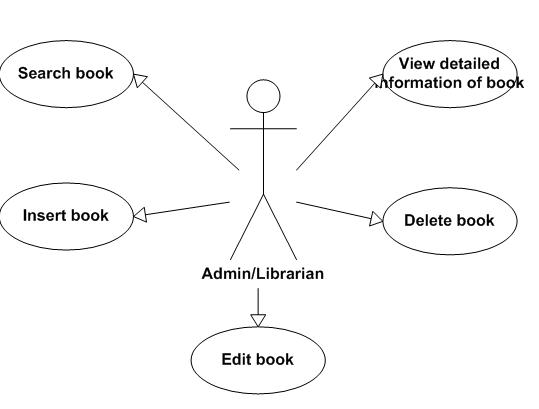 Search book
View detailed
information of book
Insert book
Delete book
Admin/Librarian
Edit book